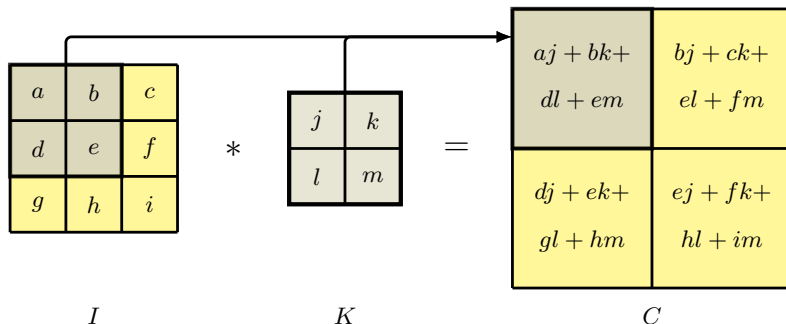 a b c
d e f
g h i
*
j k
l m
=
aj + bk+
dl + em
bj + ck+
el + fm
dj + ek+
gl + hm
ej + fk+
hl + im
I K C